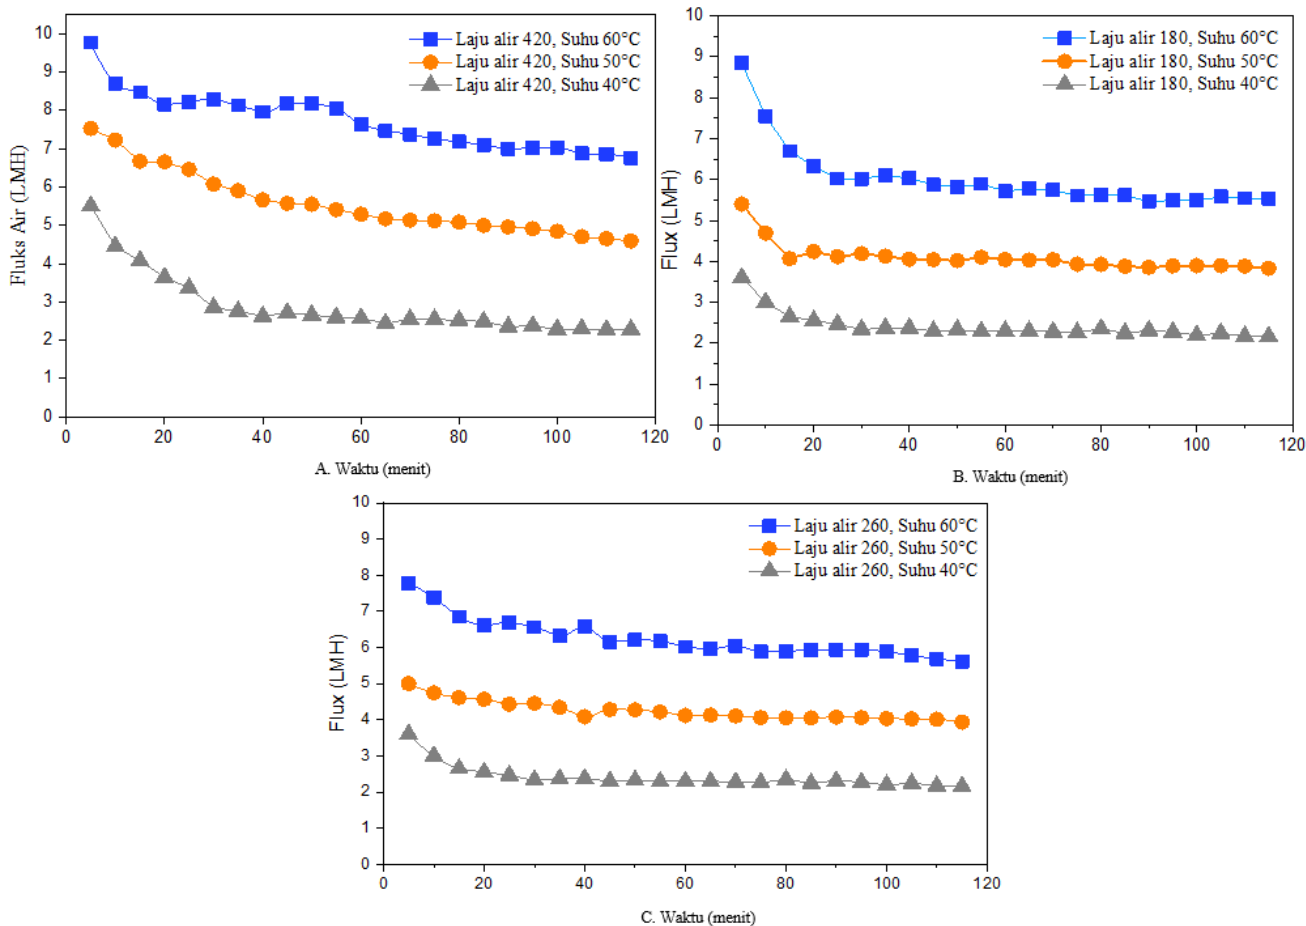 Laju alir 420, Suhu 60°C
Laju alir 420, Suhu 50°C
Laju alir 420, Suhu 40°C
Fluks Air (LMH)
10
9
8
7
6
5
4
3
2
1
0
0 20 40 60 80 100 120
A. Waktu (menit)
Laju alir 180, Suhu 60°C
Laju alir 180, Suhu 50°C
Laju alir 180, Suhu 40°C
Flux (LMH)
10
9
8
7
6
5
4
3
2
1
0
0 20 40 60 80 100 120
B. Waktu (menit)
Laju alir 260, Suhu 60°C
Laju alir 260, Suhu 50°C
Laju alir 260, Suhu 40°C
Flux (LMH)
10
9
8
7
6
5
4
3
2
1
0
0 20 40 60 80 100 120
C. Waktu (menit)